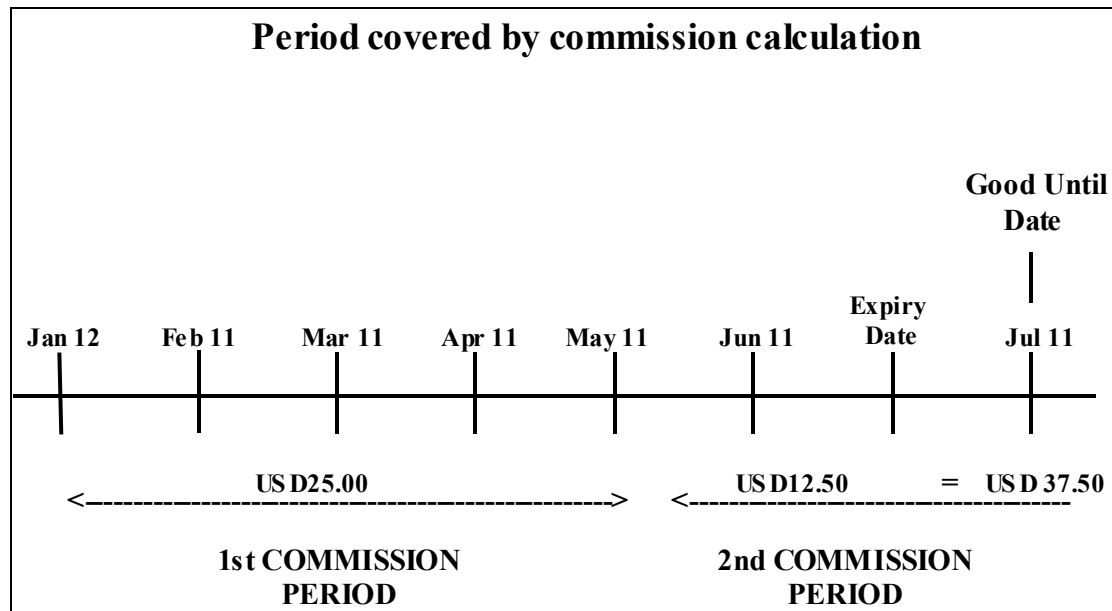 Period covered by commission calculation
Good Until
Date
Expiry
Date
Jan 12 Feb 11 Mar 11 Apr 11 May 11 Jun 11 Jul 11
USD25.00 USD12.50 = USD 37.50
<-----------------------------------------------------> <---------------------------------------
1st COMMISSION
PERIOD
2nd COMMISSION
PERIOD